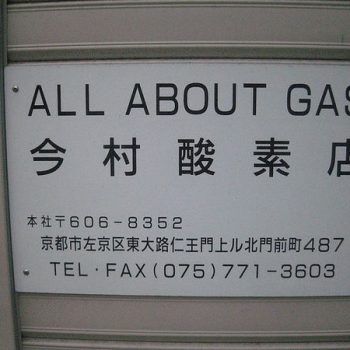 ALL ABOUT GAS
今村酸素店
本社〒606-8352
京都市左京区東大路仁王門上ル北門前町487
TEL・FAX(075)771-3603